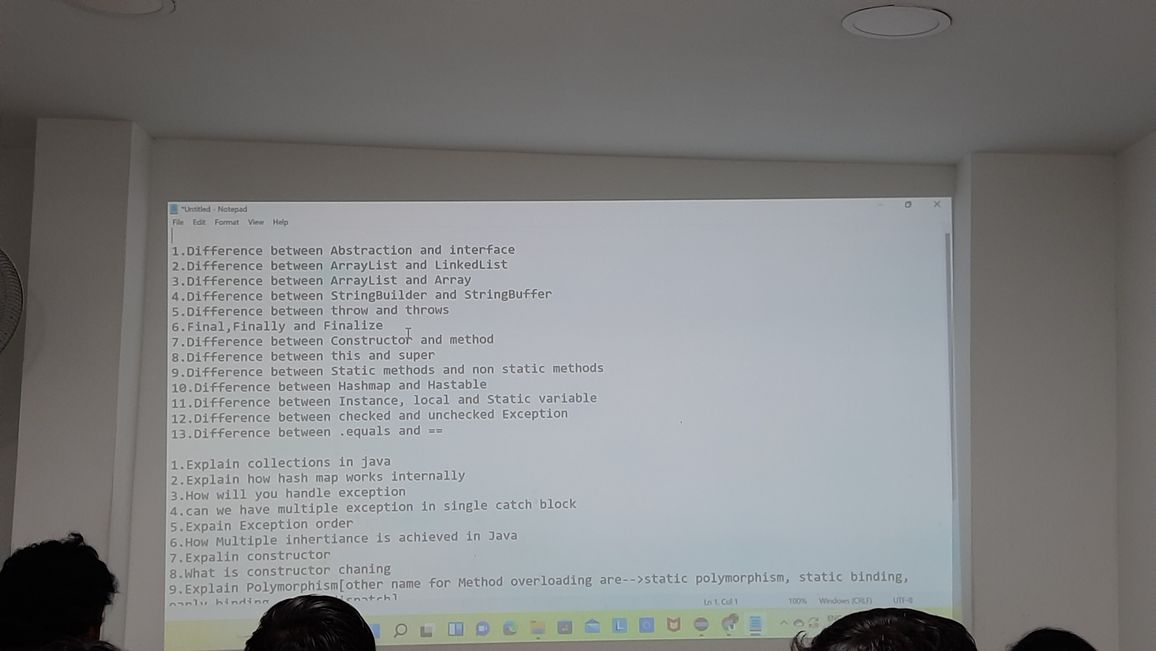 *Untitled - Notepad
File Edit Format View Help
1.Difference between Abstraction and interface
2.Difference between ArrayList and LinkedList
3.Difference between ArrayList and Array
4.Difference between StringBuilder and StringBuffer
5.Difference between throw and throws
6.Final,Finally and Finalize
7.Difference between Constructor and method
8.Difference between this and super
9.Difference between Static methods and non static methods
10.Difference between Hashmap and Hastable
11.Difference between Instance, local and Static variable
12.Difference between checked and unchecked Exception
13.Difference between .equals and ==
1.Explain collections in java
2.Explain how hash map works internally
3.How will you handle exception
4.can we have multiple exception in single catch block
5.Expain Exception order
6.How Multiple inhertiance is achieved in Java
7.Expalin constructor
8.What is constructor chaning
9.Explain Polymorphism[other name for Method overloading are-->static polymorphism, static binding,
Ln 1, Col 1 100% Windows (CRLF) UTF-8